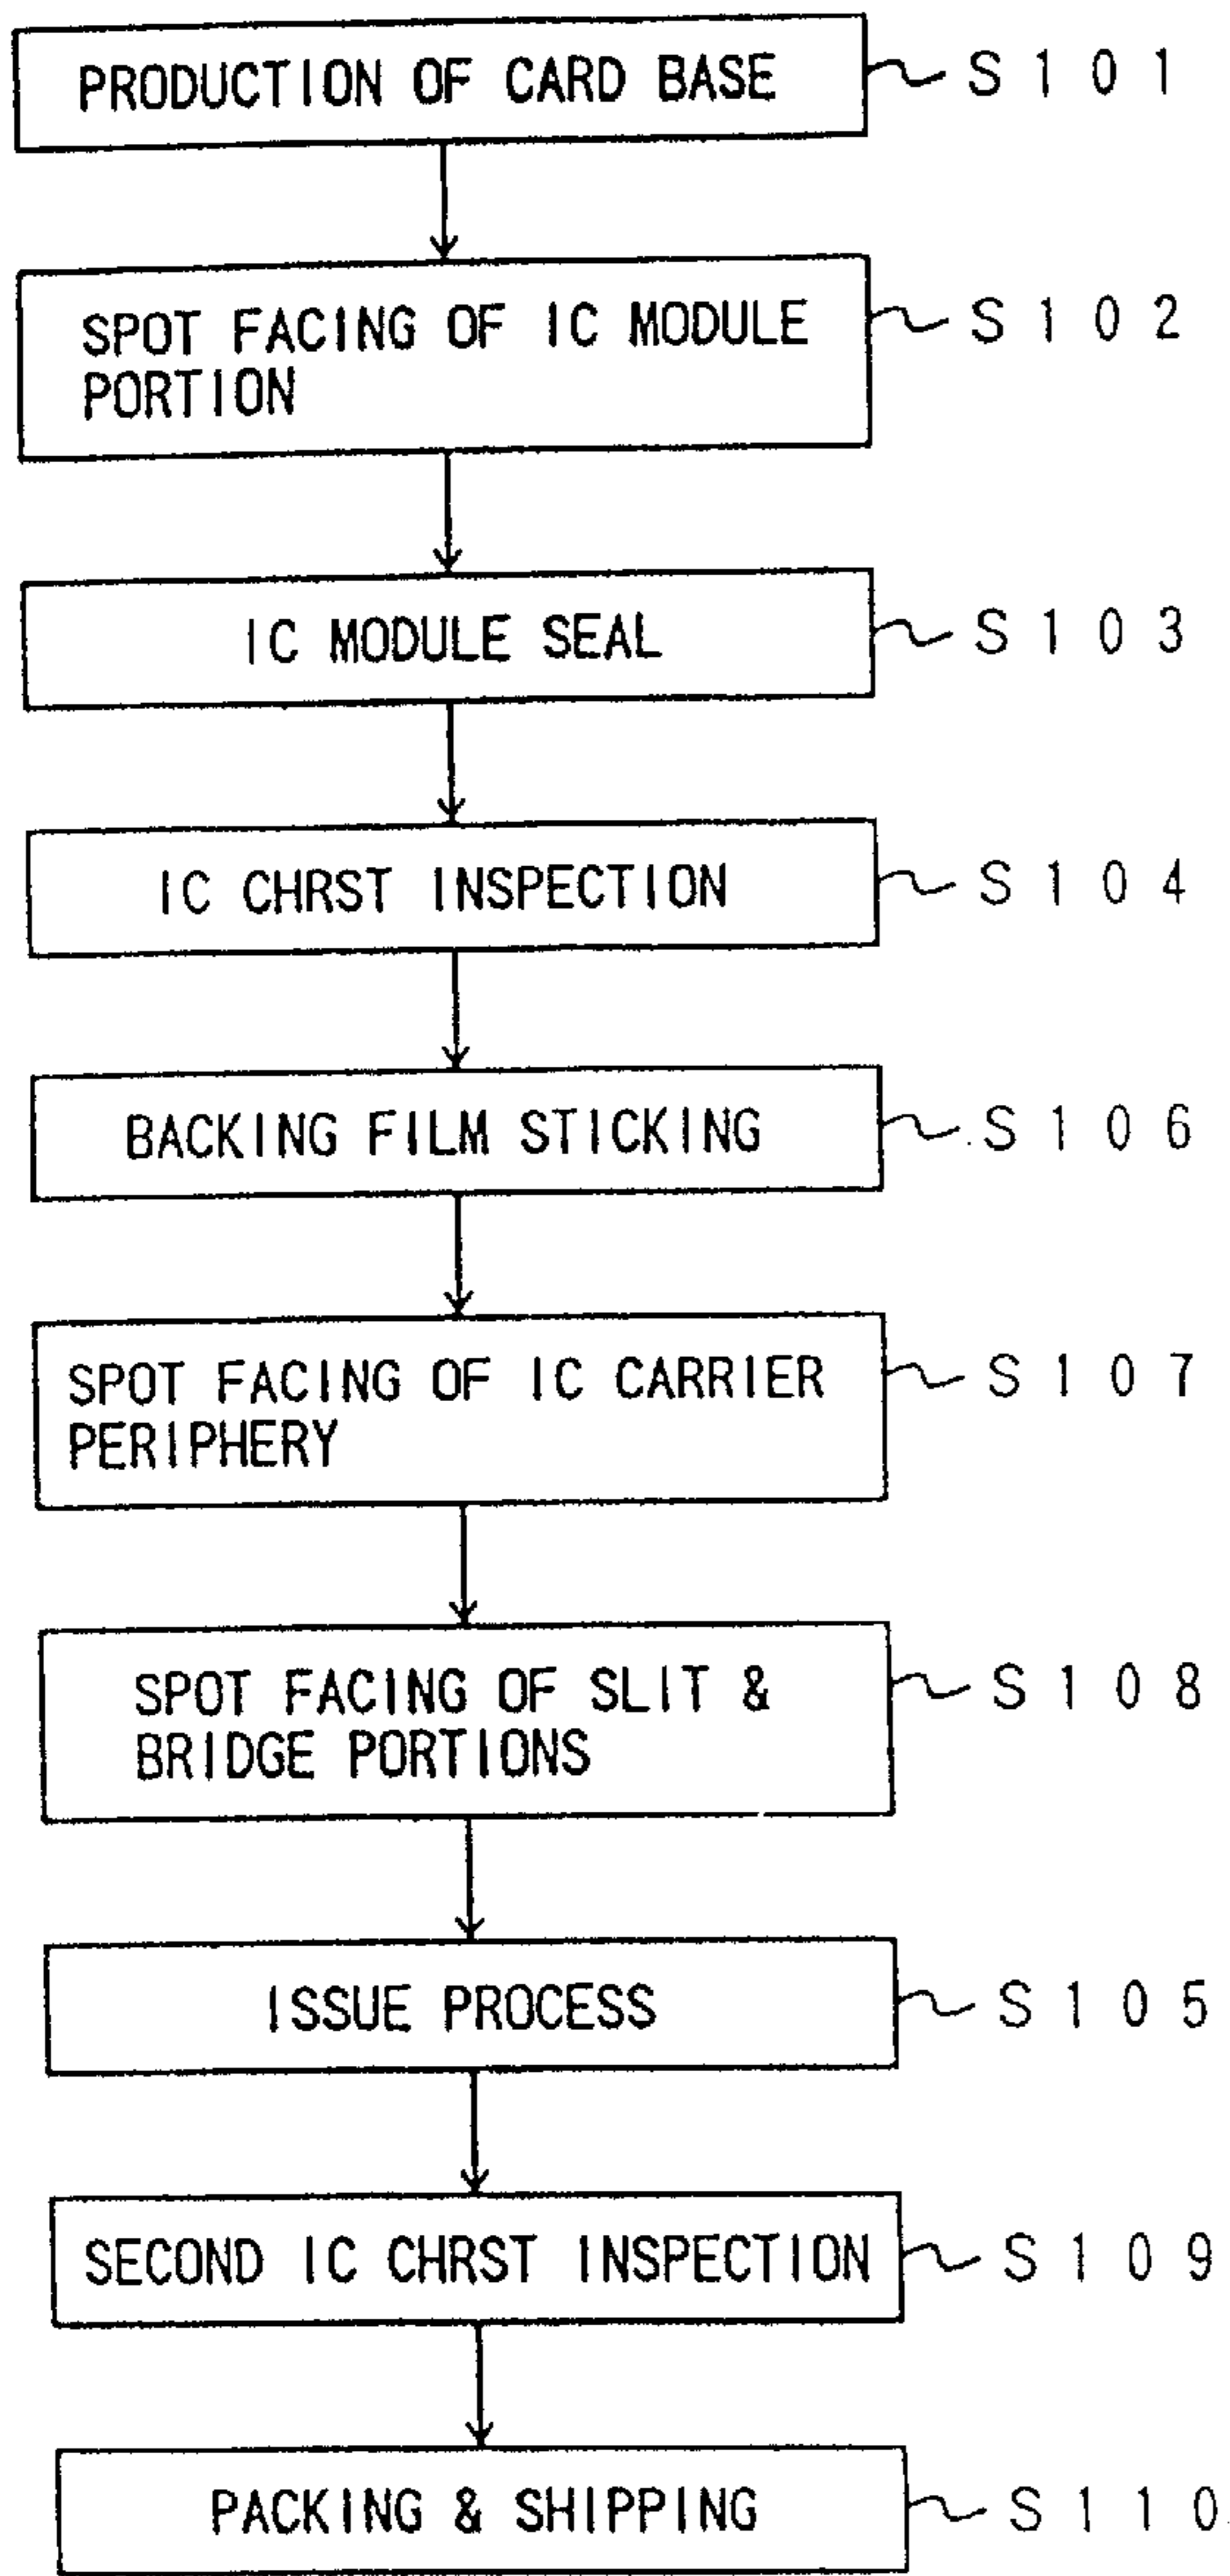 PRODUCTION OF CARD BASE S101
SPOT FACING OF IC MODULE S102
PORTION
IC MODULE SEAL S103
IC CHRST INSPECTION S104
BACKING FILM STICKING S106
SPOT FACING OF IC CARRIER S107
PERIPHERY
SPOT FACING OF SLIT & S108
BRIDGE PORTIONS
ISSUE PROCESS S105
SECOND IC CHRST INSPECTION S109
PACKING & SHIPPING S110